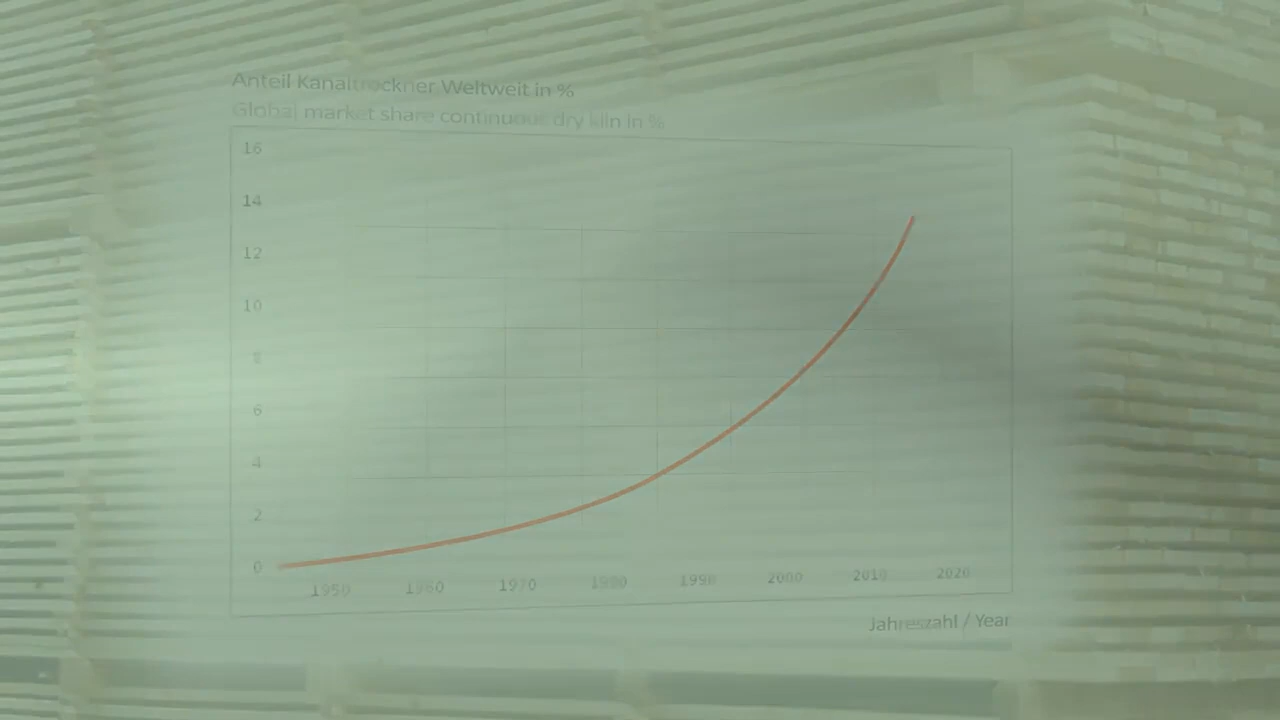 Anteil Kanaltrockner Weltweit in %
Global market share continuous dry kiln in %
16
14
12
10
8
6
4
2
0
1950 1960 1970 1980 1990 2000 2010 2020
Jahreszahl / Year